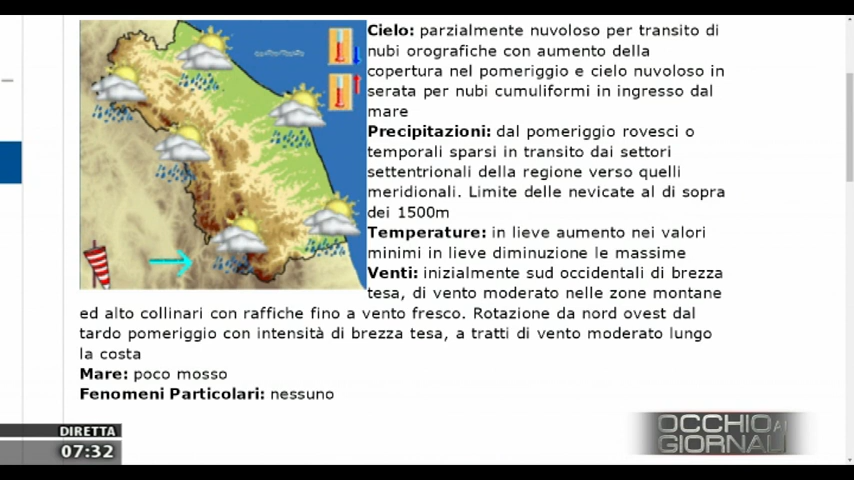 Cielo: parzialmente nuvoloso per transito di
nubi orografiche con aumento della
copertura nel pomeriggio e cielo nuvoloso in
serata per nubi cumuliformi in ingresso dal
mare
Precipitazioni: dal pomeriggio rovesci o
temporali sparsi in transito dai settori
settentrionali della regione verso quelli
meridionali. Limite delle nevicate al di sopra
dei 1500m
Temperature: in lieve aumento nei valori
minimi in lieve diminuzione le massime
Venti: inizialmente sud occidentali di brezza
tesa, di vento moderato nelle zone montane
ed alto collinari con raffiche fino a vento fresco. Rotazione da nord ovest dal
tardo pomeriggio con intensità di brezza tesa, a tratti di vento moderato lungo
la costa
Mare: poco mosso
Fenomeni Particolari: nessuno
DIRETTA
07:32
OCCHIO AI
GIORNALI